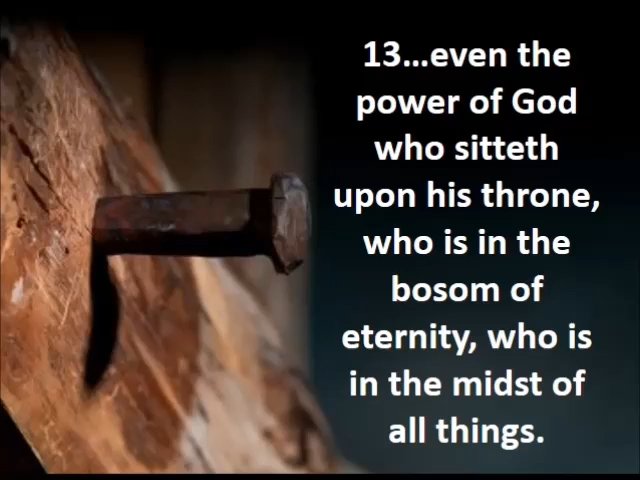 13...even the
power of God
who sitteth
upon his throne,
who is in the
bosom of
eternity, who is
in the midst of
all things.